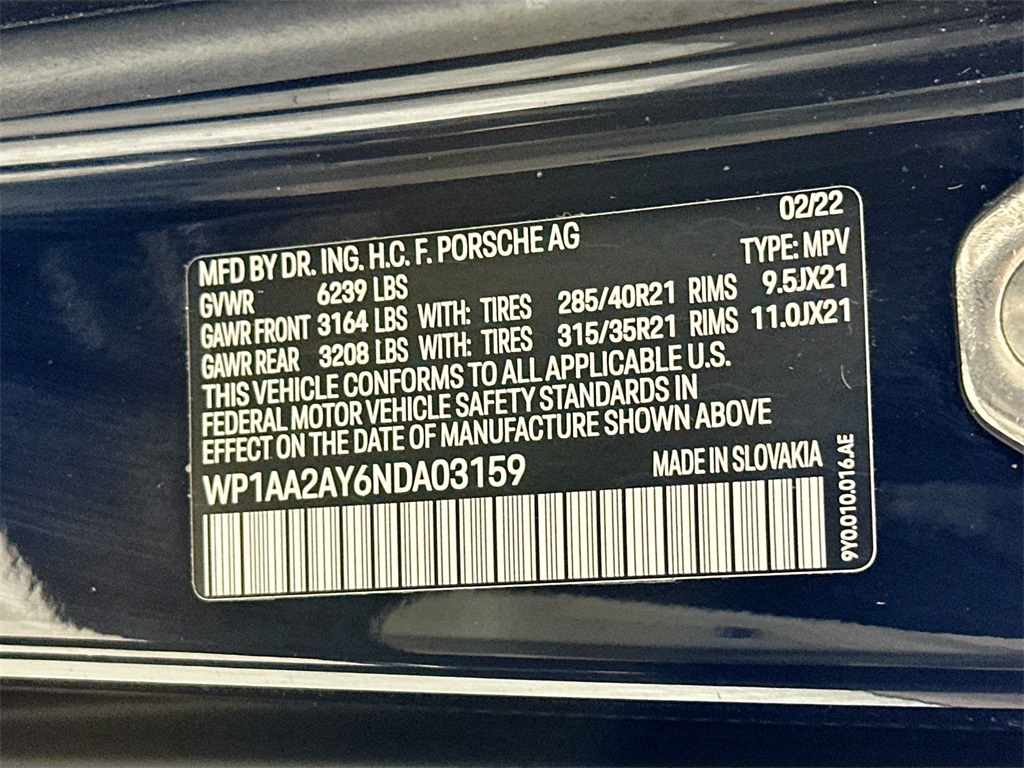 02/22
MFD BY DR. ING. H.C. F. PORSCHE AG
TYPE: MPV
GVWR 6239 LBS
GAWR FRONT 3164 LBS WITH: TIRES 285/40R21 RIMS 9.5JX21
GAWR REAR 3208 LBS WITH: TIRES 315/35R21 RIMS 11.0JX21
THIS VEHICLE CONFORMS TO ALL APPLICABLE U.S.
FEDERAL MOTOR VEHICLE SAFETY STANDARDS IN
EFFECT ON THE DATE OF MANUFACTURE SHOWN ABOVE
WP1AA2AY6NDA03159
MADE IN SLOVAKIA
9Y0.010.016.AE